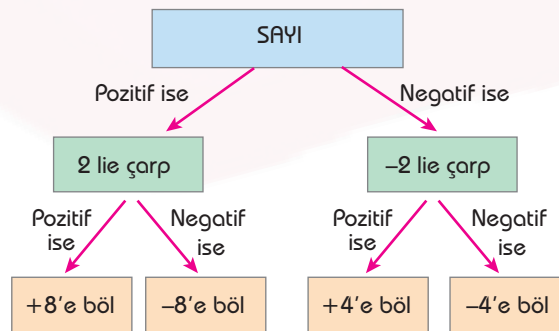 SAYI
Pozitif ise
Negatif ise
2 lie çarp
–2 lie çarp
Pozitif
ise
Negatif
ise
Pozitif
ise
Negatif
ise
+8'e böl
–8'e böl
+4'e böl
–4'e böl